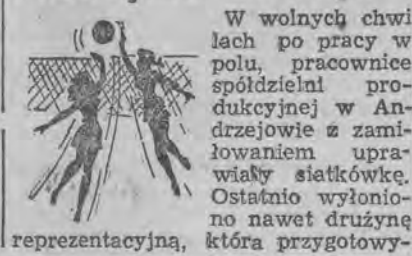 W wolnych chwi
lach po pracy w
polu, pracownice
spółdzielni pro-
dukcyjnej w An-
drzejowie z zami-
łowaniem upra-
wiały siatkówkę.
Ostatnio wyłonio-
no nawet drużynę
reprezentacyjną, która przygotowy-